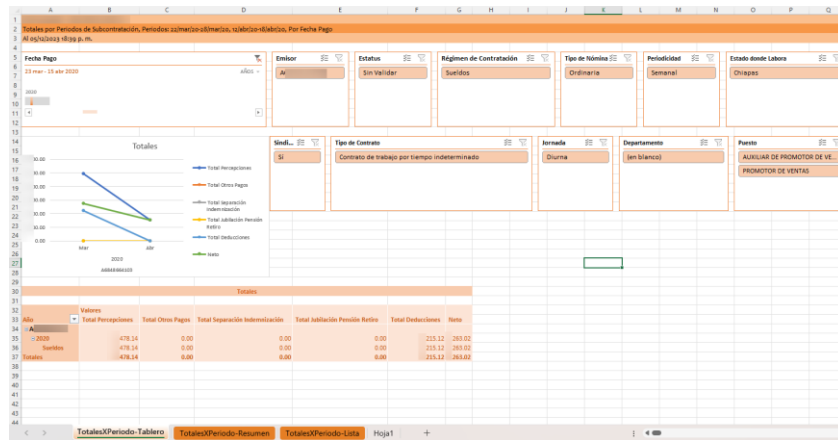 Totales por Periodos de Subcontratación, Periodos: 22/mar/20-28/mar/20, 12/abr/20-18/abr/20, Por Fecha Pago
Al 05/12/2023 18:39 p. m.
Fecha Pago
23 mar - 15 abr 2020
AÑOS
2020
Emisor
Estatus
Sin Validar
Régimen de Contratación
Sueldos
Tipo de Nómina
Ordinaria
Periodicidad
Semanal
Estado donde Labora
Chiapas
Sindi...
Sí
Tipo de Contrato
Contrato de trabajo por tiempo indeterminado
Jornada
Diurna
Departamento
(en blanco)
Puesto
AUXILIAR DE PROMOTOR DE VE...
PROMOTOR DE VENTAS
Totales
0.00
Mar
Abr
2020
Total Percepciones
Total Otros Pagos
Total Separación Indemnización
Total Jubilación Pensión Retiro
Total Deducciones
Neto
Totales
Valores
Año Total Percepciones Total Otros Pagos Total Separación Indemnización Total Jubilación Pensión Retiro Total Deducciones Neto
2020 478.14 0.00 0.00 0.00 215.12 263.02
Sueldos 478.14 0.00 0.00 0.00 215.12 263.02
Totales 478.14 0.00 0.00 0.00 215.12 263.02
TotalesXPeriodo-Tablero TotalesXPeriodo-Resumen TotalesXPeriodo-Lista Hoja1 +